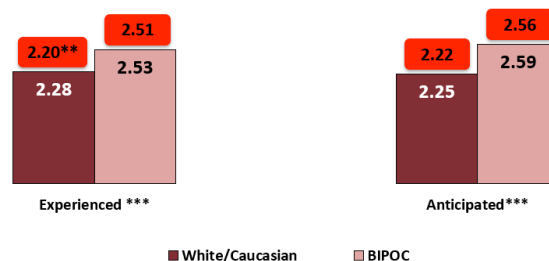 2.20** 2.51
2.28 2.53
2.22 2.56
2.25 2.59
Experienced ***
Anticipated***
White/Caucasian BIPOC